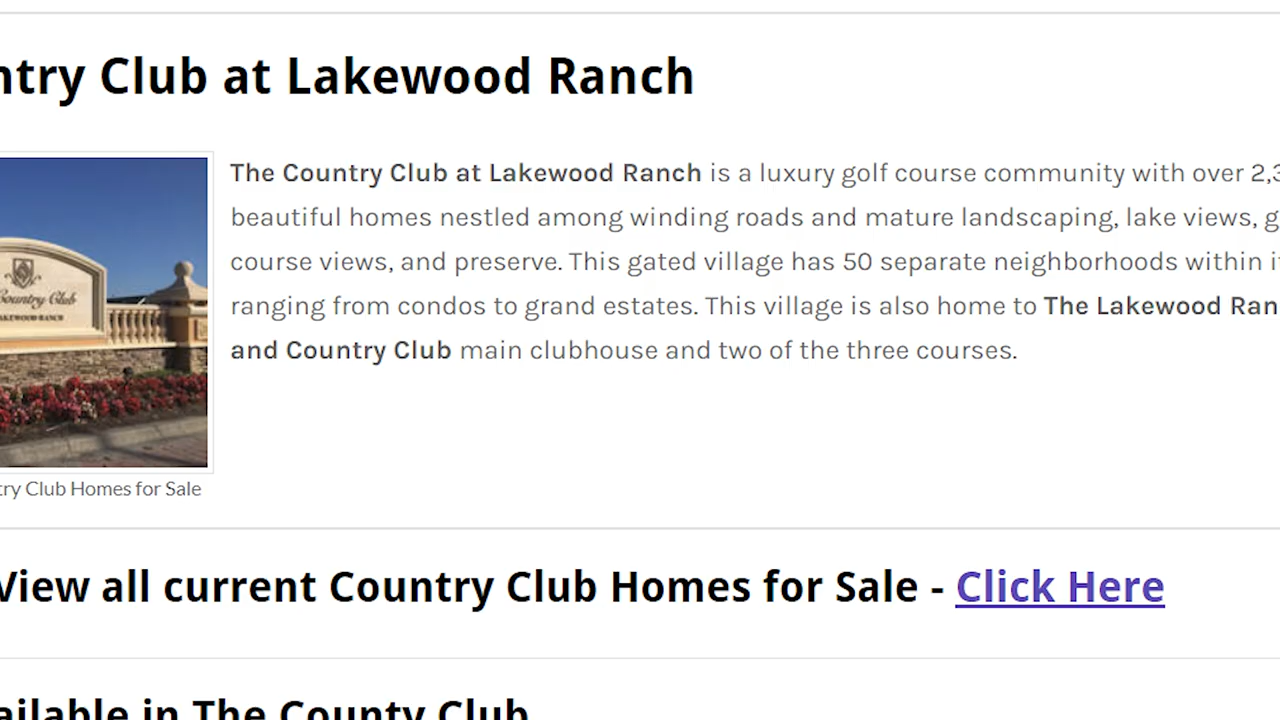 ntry Club at Lakewood Ranch
The Country Club at Lakewood Ranch is a luxury golf course community with over 2,3
beautiful homes nestled among winding roads and mature landscaping, lake views, g
course views, and preserve. This gated village has 50 separate neighborhoods within i
ranging from condos to grand estates. This village is also home to The Lakewood Ran
and Country Club main clubhouse and two of the three courses.
Country Club
LAKEWOOD RANCH
try Club Homes for Sale
View all current Country Club Homes for Sale - Click Here
ailable in The County Club